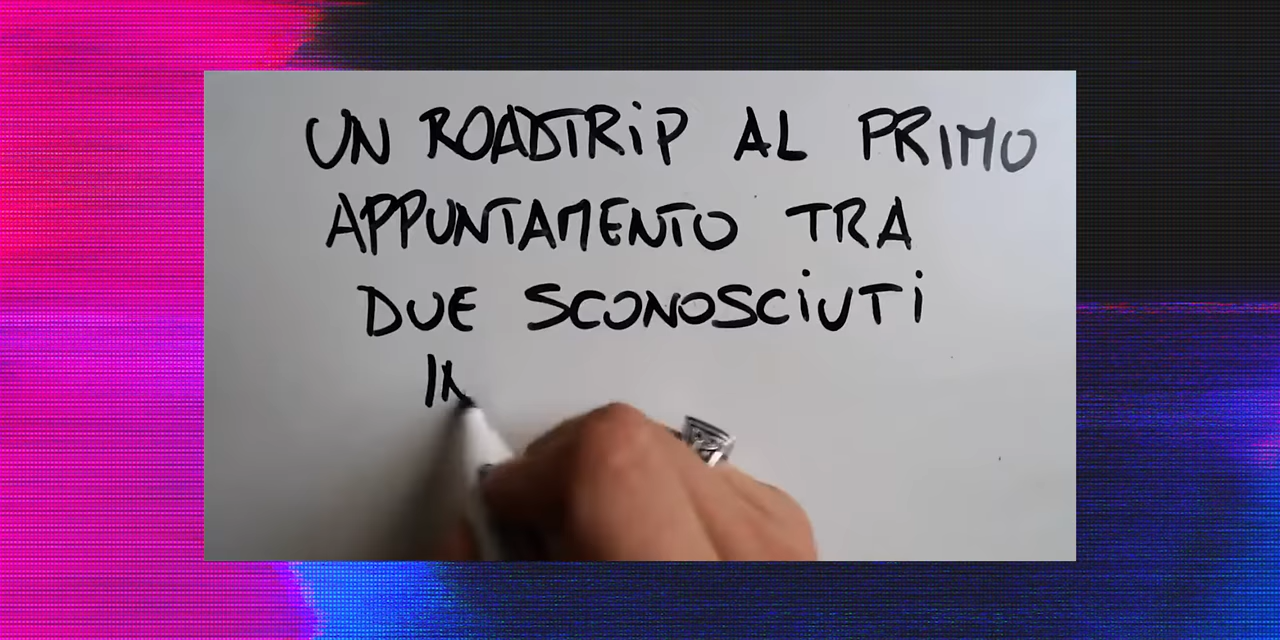 UN ROADTRIP AL PRIMO
APPUNTAMENTO TRA
DUE SCONOSCIUTI